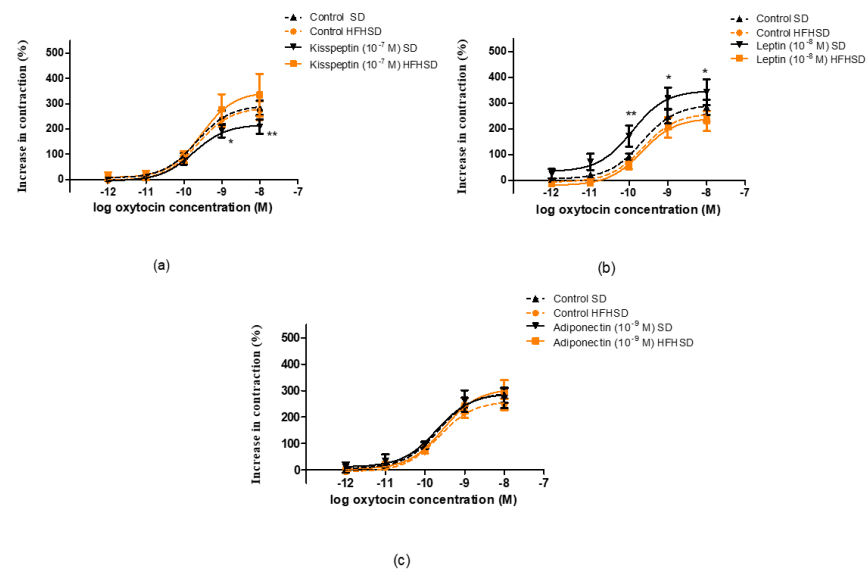 Control SD
Control HFHSD
Kisspeptin (10⁻⁷ M) SD
Kisspeptin (10⁻⁷ M) HFHSD
Increase in contraction (%)
500
400
300
200
100
0
*
**
-12 -11 -10 -9 -8 -7
log oxytocin concentration (M)
(a)
Control SD
Control HFHSD
Leptin (10⁻⁸ M) SD
Leptin (10⁻⁸ M) HFHSD
Increase in contraction (%)
500
400
300
200
100
0
**
*
*
-12 -11 -10 -9 -8 -7
log oxytocin concentration (M)
(b)
Control SD
Control HFHSD
Adiponectin (10⁻⁹ M) SD
Adiponectin (10⁻⁹ M) HFHSD
Increase in contraction (%)
500
400
300
200
100
0
-12 -11 -10 -9 -8 -7
log oxytocin concentration (M)
(c)